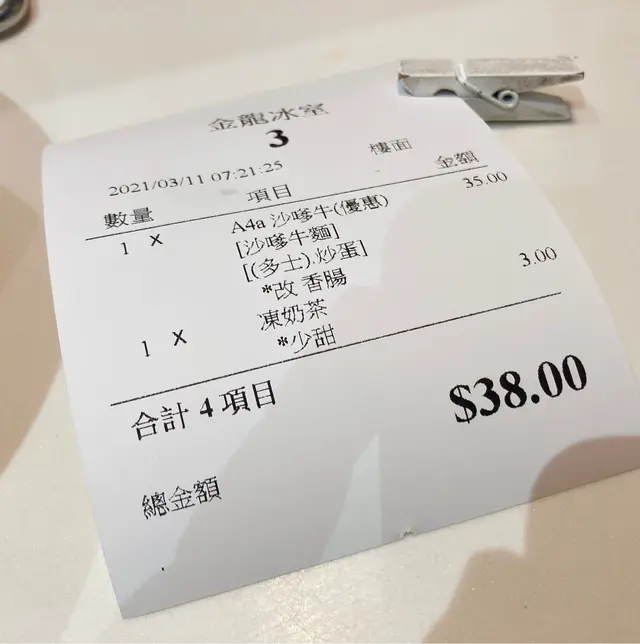 金龍冰室
3
2021/03/11 07:21:25 樓面
數量 項目 金額
1 X A4a 沙嗲牛(優惠) 35.00
[沙嗲牛麵]
[(多士).炒蛋]
*改 香腸
1 X 凍奶茶 3.00
*少甜
合計 4 項目 $38.00
總金額